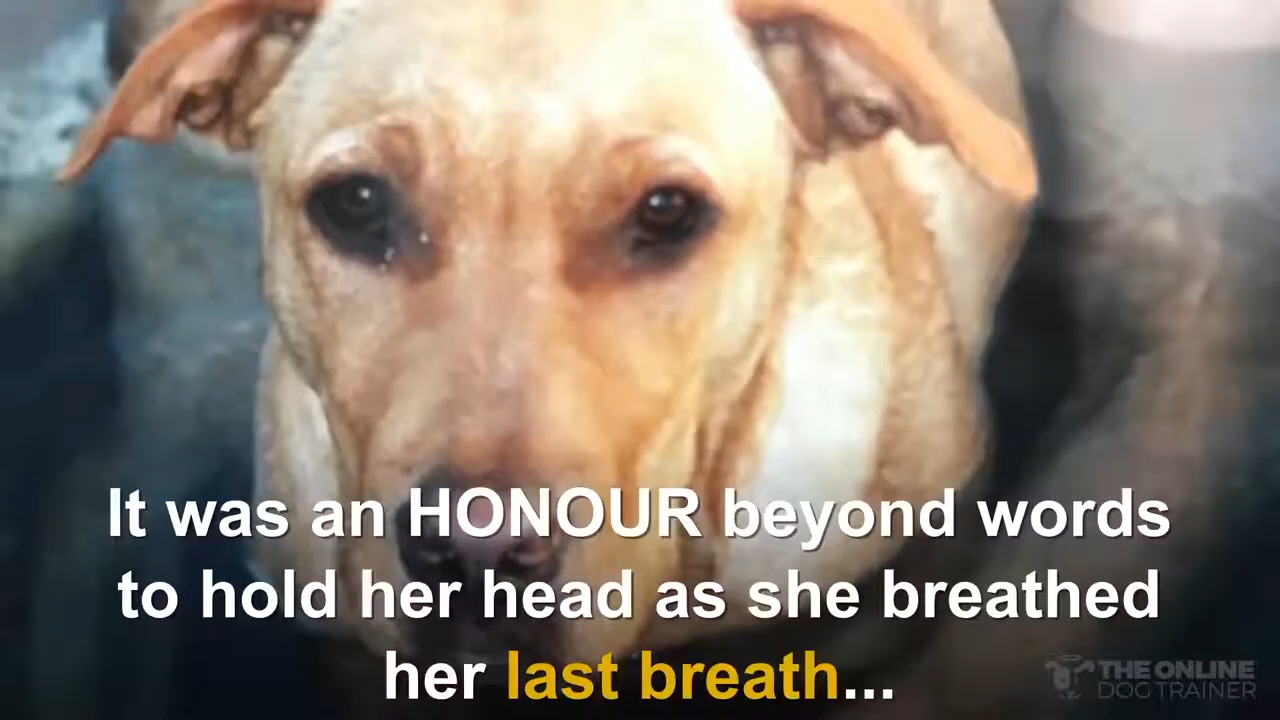 It was an HONOUR beyond words
to hold her head as she breathed
her last breath...
THE ONLINE
DOG TRAINER